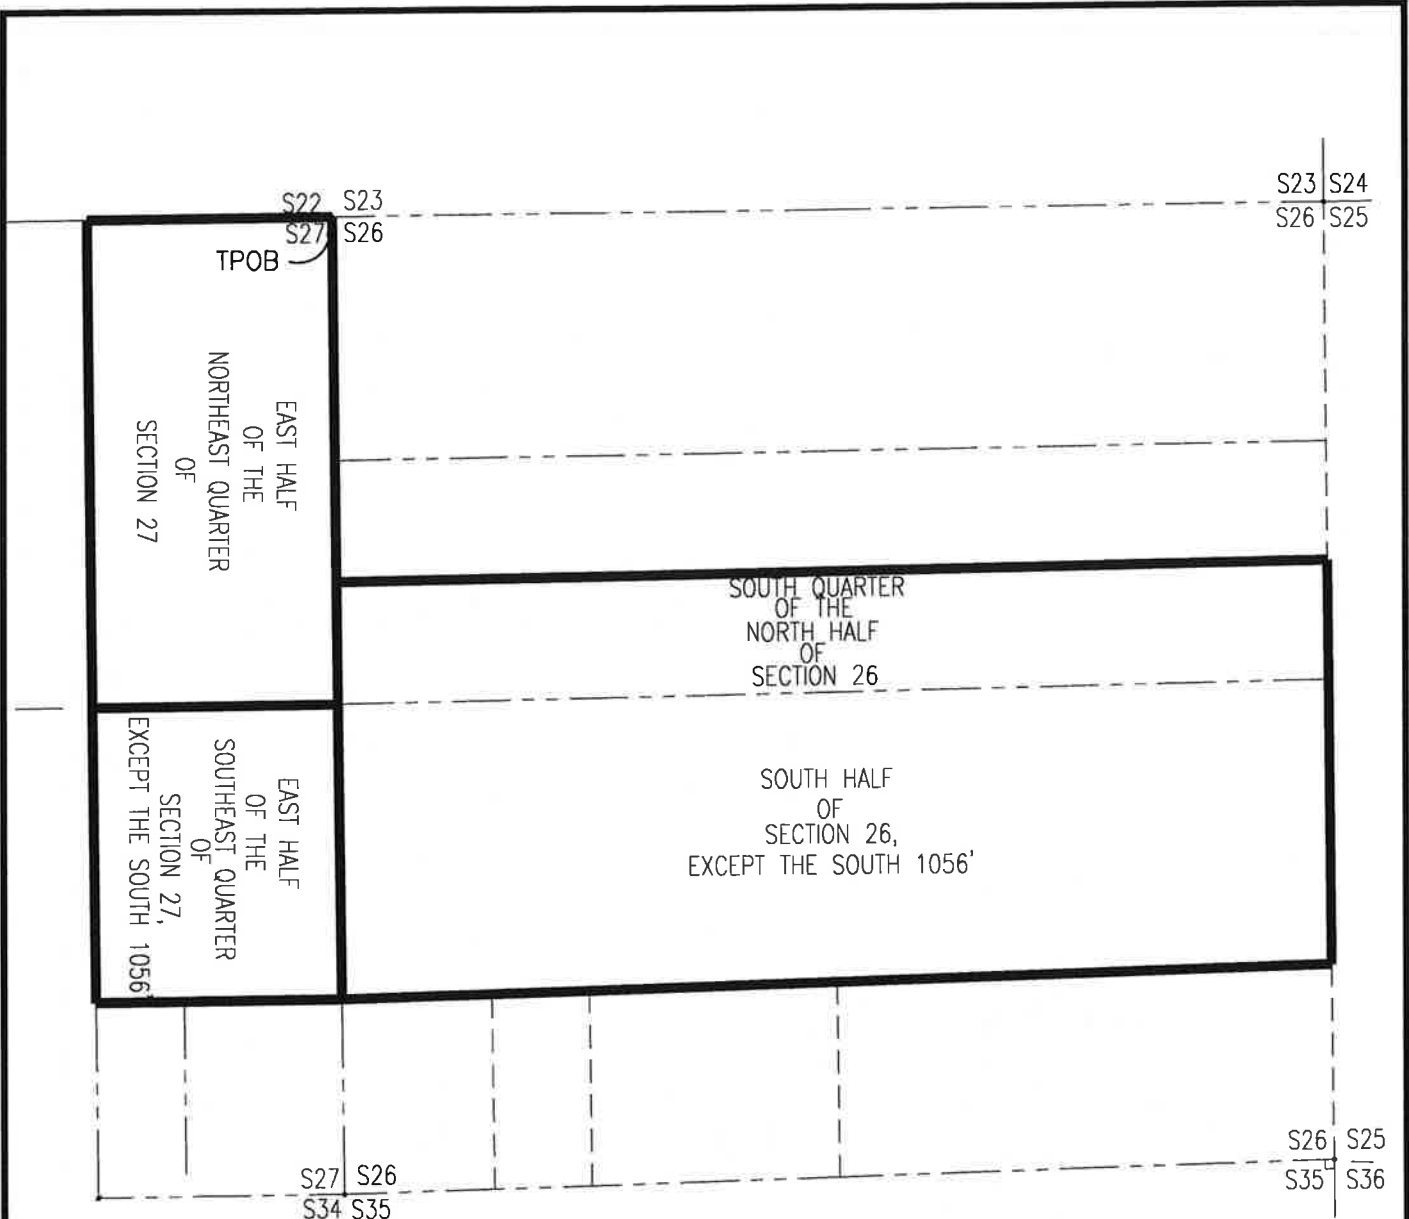 S22 S23
S27 S26
TPOB
S23 S24
S26 S25
EAST HALF
OF THE
NORTHEAST QUARTER
OF
SECTION 27
SOUTH QUARTER
OF THE
NORTH HALF
OF
SECTION 26
EAST HALF
OF THE
SOUTHEAST QUARTER
OF
SECTION 27,
EXCEPT THE SOUTH 1056'
SOUTH HALF
OF
SECTION 26,
EXCEPT THE SOUTH 1056'
S27 S26
S34 S35
S26 S25
S35 S36